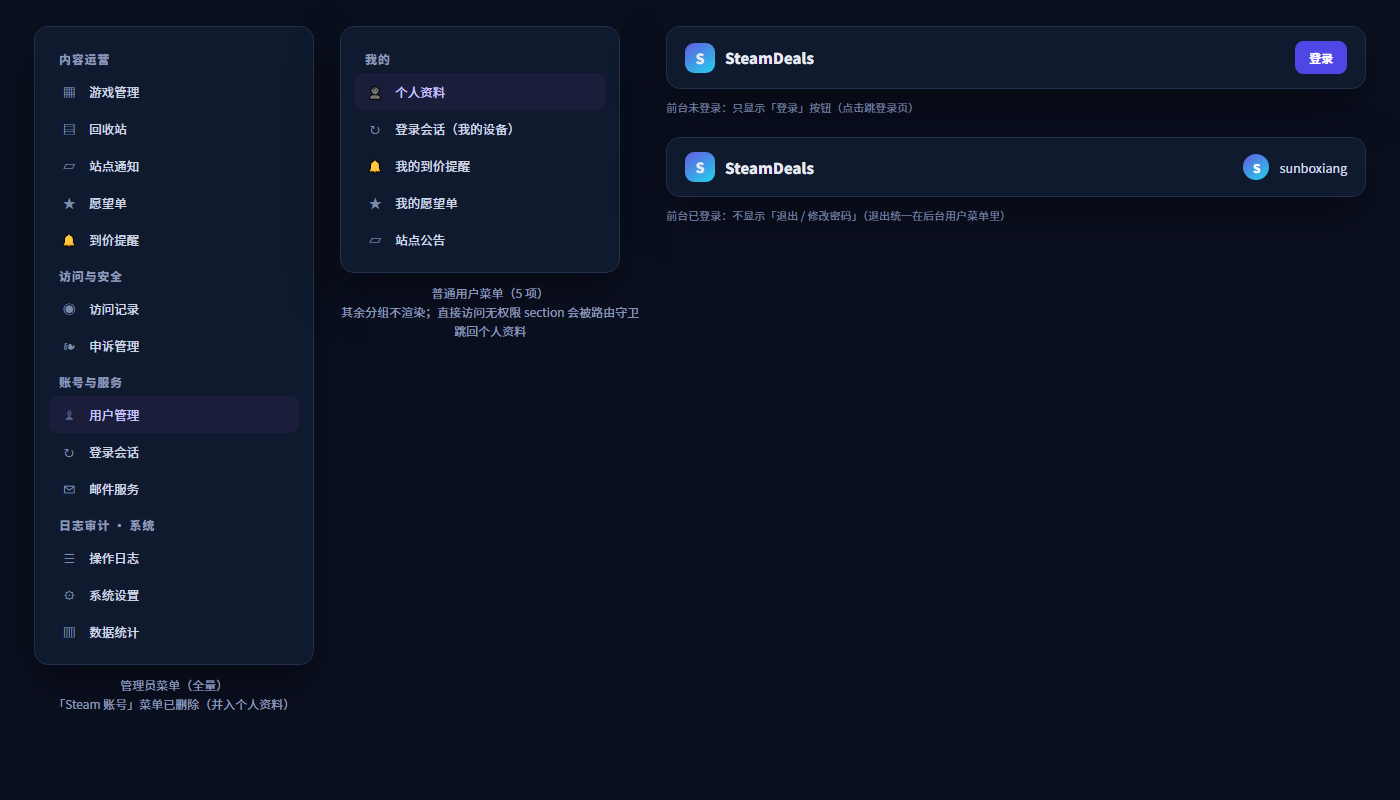 内容运营
游戏管理
回收站
站点通知
愿望单
到价提醒
访问与安全
访问记录
申诉管理
账号与服务
用户管理
登录会话
邮件服务
日志审计 · 系统
操作日志
系统设置
数据统计
管理员菜单（全量）
「Steam 账号」菜单已删除（并入个人资料）
我的
个人资料
登录会话（我的设备）
我的到价提醒
我的愿望单
站点公告
普通用户菜单（5 项）
其余分组不渲染；直接访问无权限 section 会被路由守卫
跳回个人资料
S SteamDeals 登录
前台未登录：只显示「登录」按钮（点击跳登录页）
S SteamDeals S sunboxiang
前台已登录：不显示「退出 / 修改密码」（退出统一在后台用户菜单里）